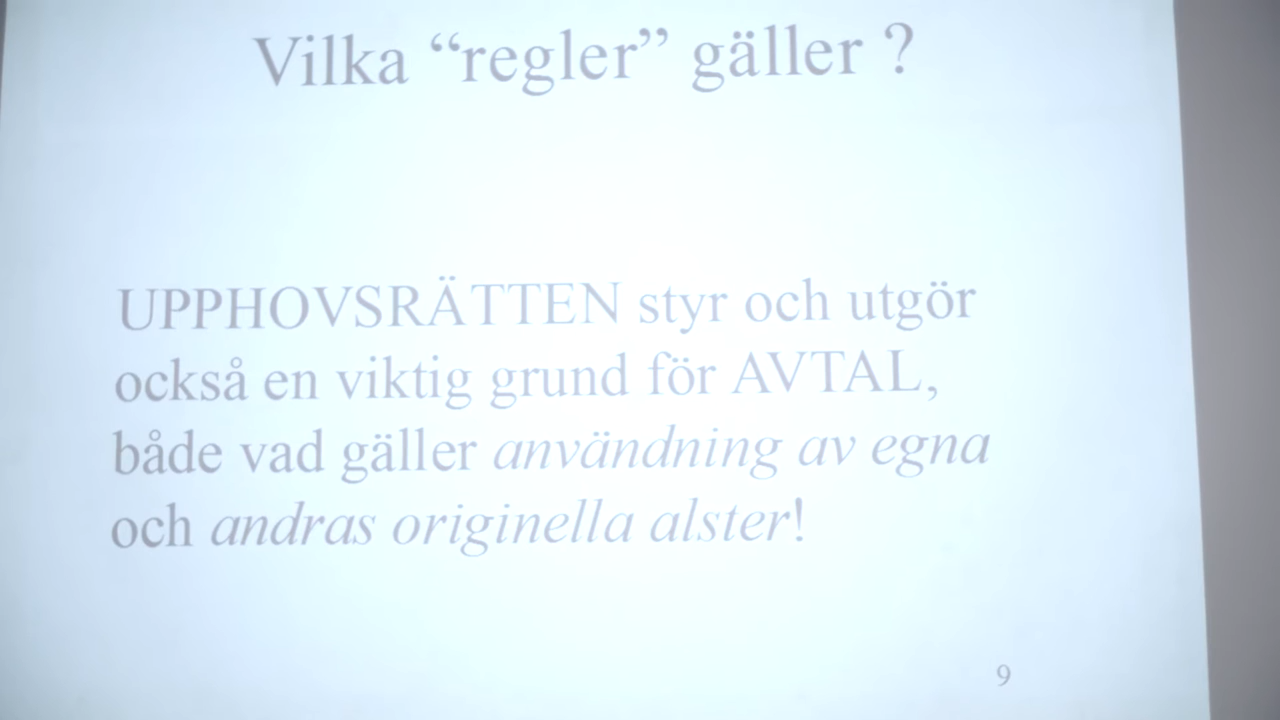 Vilka “regler” gäller ?
UPPHOVSRÄTTEN styr och utgör
också en viktig grund för AVTAL,
både vad gäller användning av egna
och andras originella alster!
9